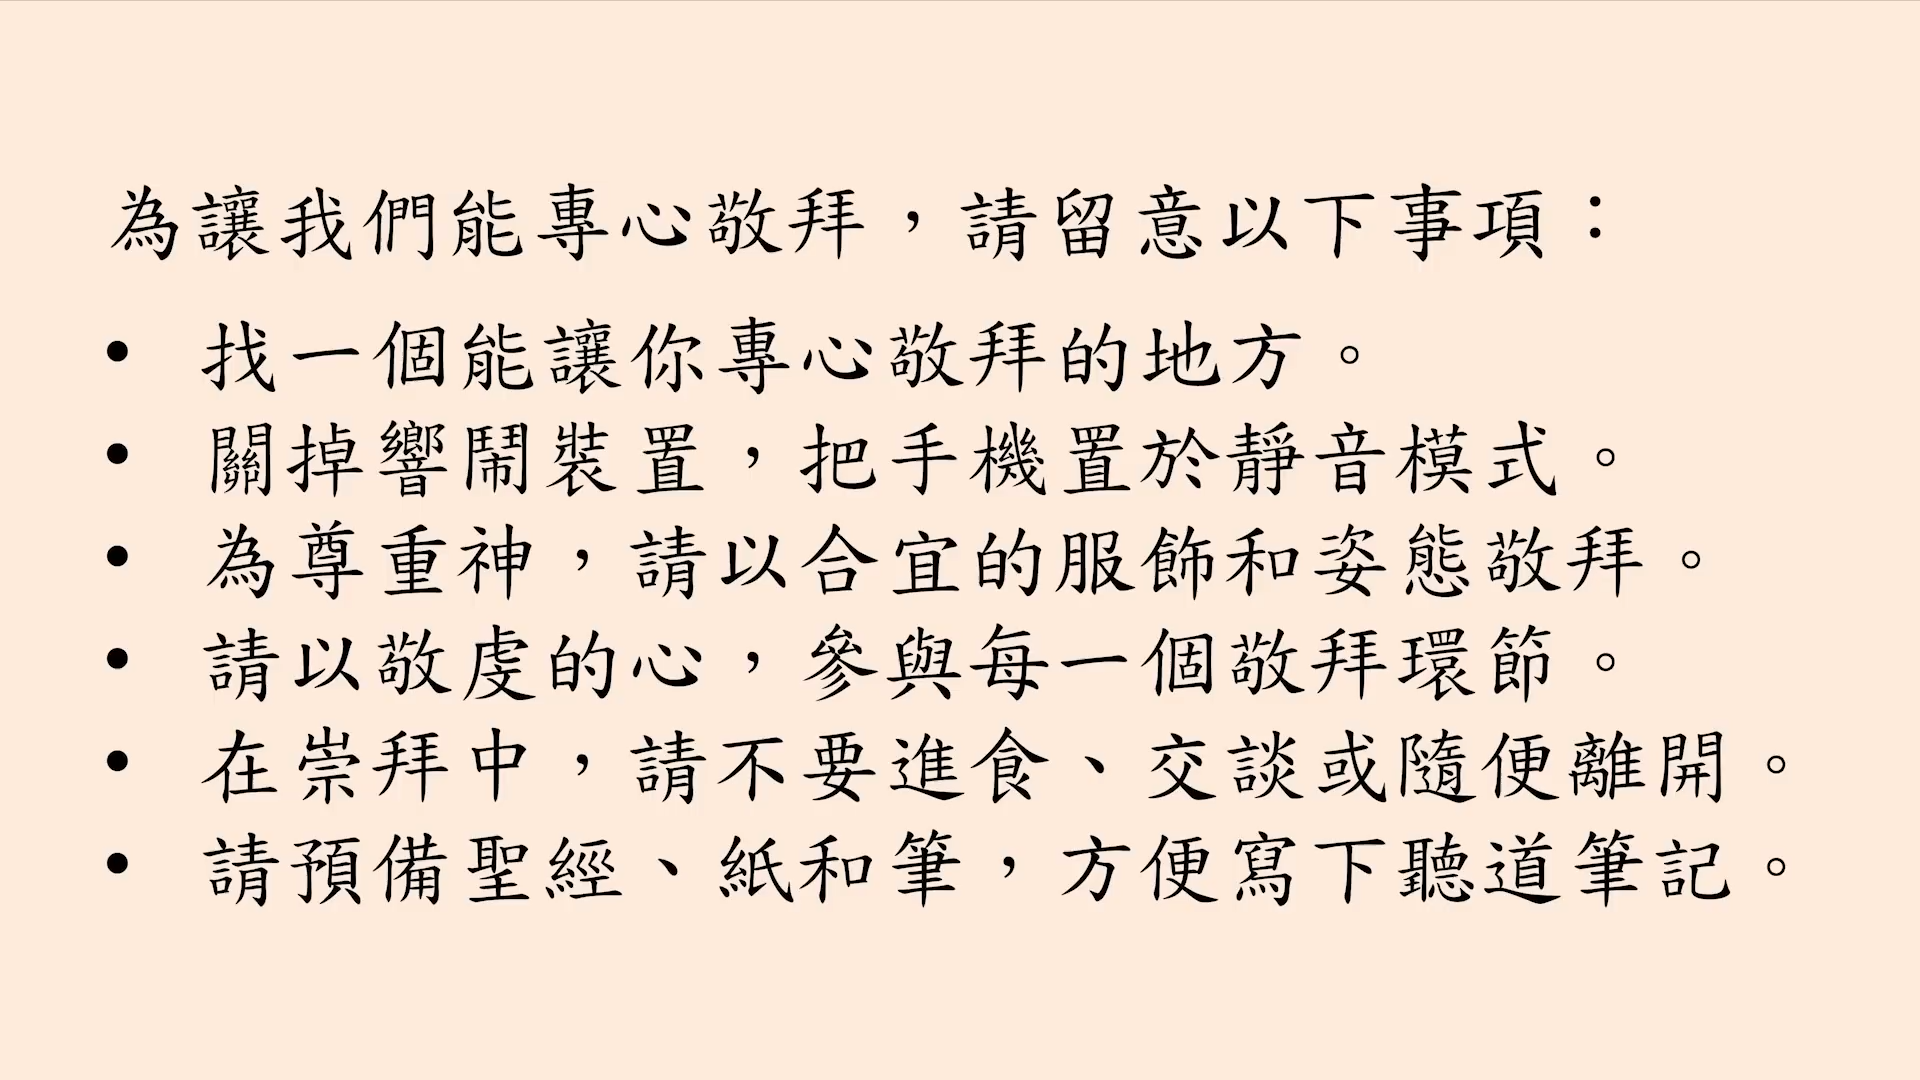 為讓我們能專心敬拜，請留意以下事項：
• 找一個能讓你專心敬拜的地方。
• 關掉響鬧裝置，把手機置於靜音模式。
• 為尊重神，請以合宜的服飾和姿態敬拜。
• 請以敬虔的心，參與每一個敬拜環節。
• 在崇拜中，請不要進食、交談或隨便離開。
• 請預備聖經、紙和筆，方便寫下聽道筆記。